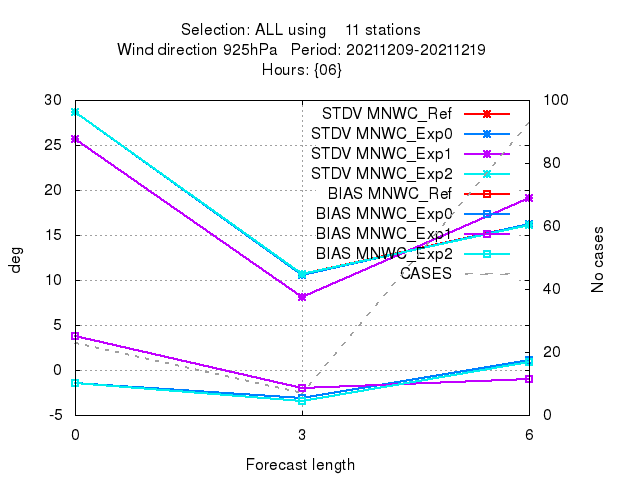 Selection: ALL using    11 stations
Wind direction 925hPa   Period: 20211209-20211219
Hours: {06}
STDV MNWC_Ref
STDV MNWC_Exp0
STDV MNWC_Exp1
STDV MNWC_Exp2
BIAS MNWC_Ref
BIAS MNWC_Exp0
BIAS MNWC_Exp1
BIAS MNWC_Exp2
CASES
30
25
20
15
10
5
0
-5
deg
100
80
60
40
20
0
No cases
0 3 6
Forecast length